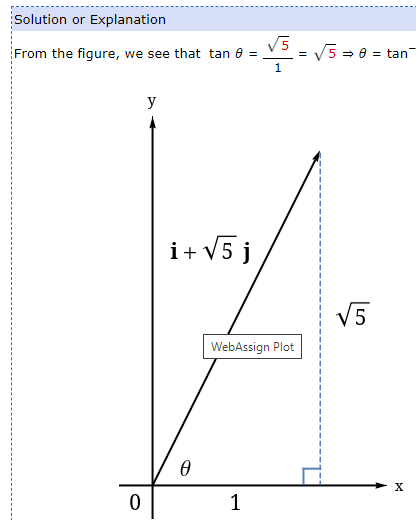 Solution or Explanation
From the figure, we see that tan θ = √5/1 = √5 ⇒ θ = tan⁻
y
i + √5 j
√5
WebAssign Plot
θ
x
0
1